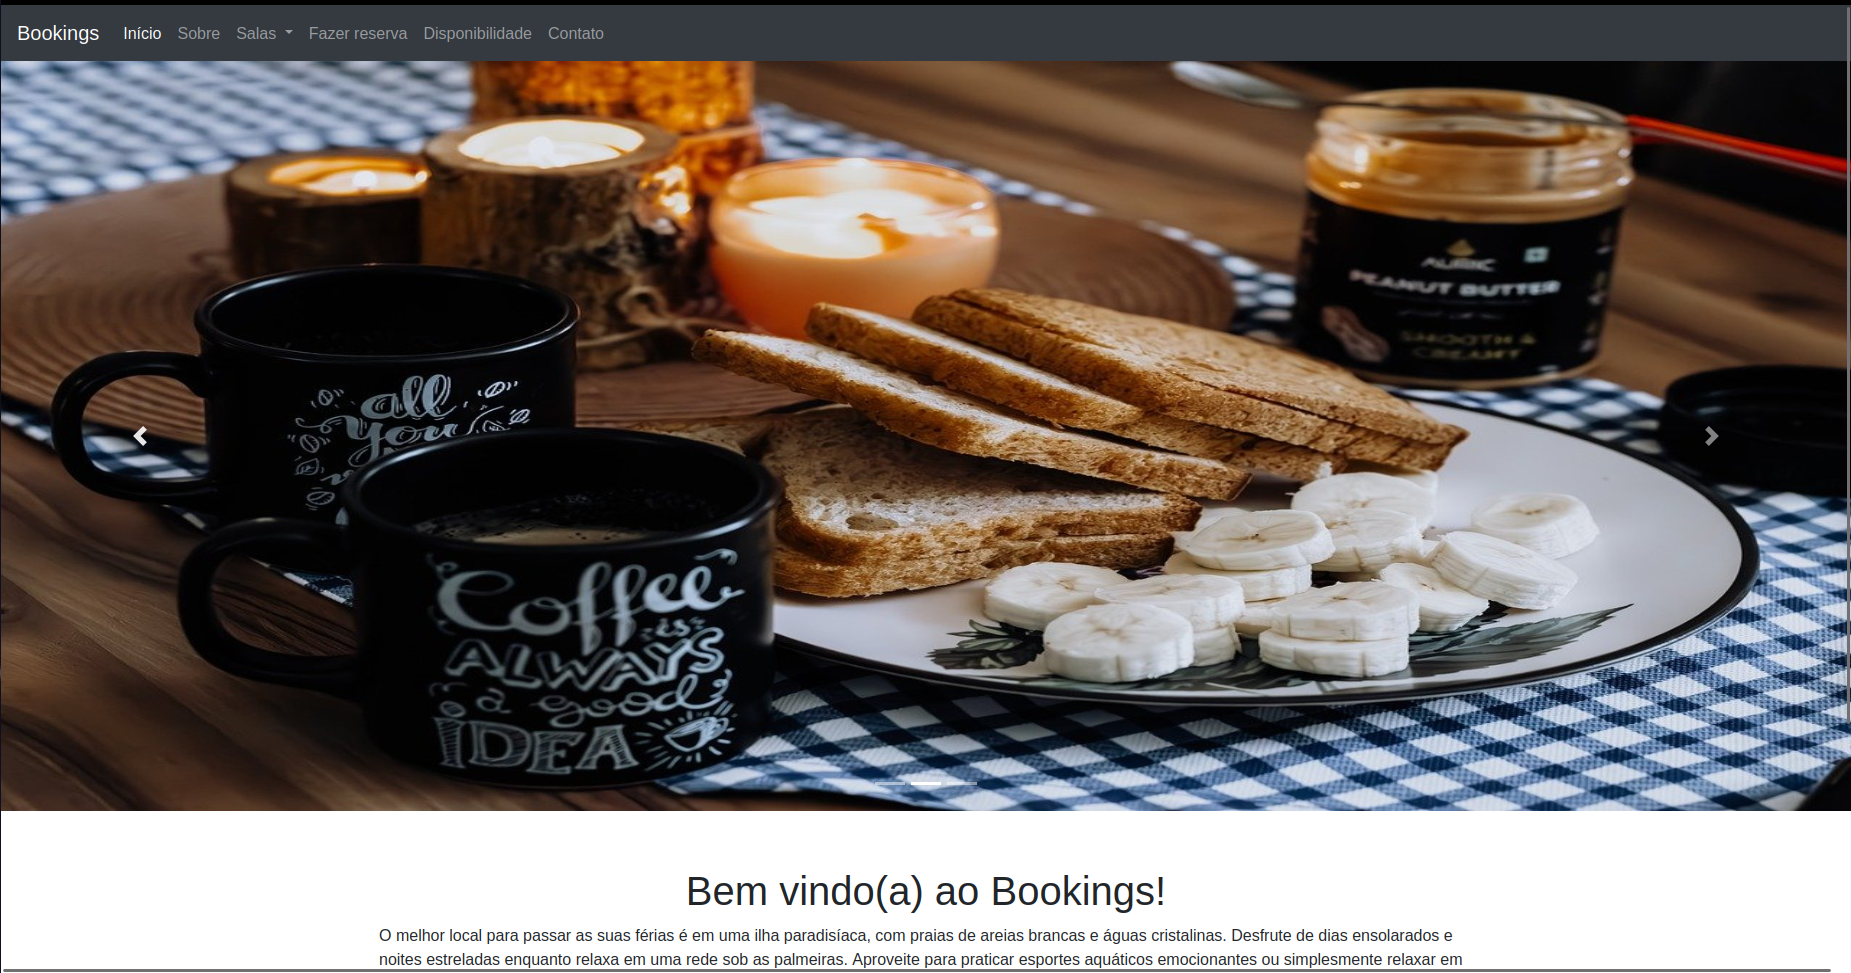 Bookings Início Sobre Salas Fazer reserva Disponibilidade Contato
AURIC
PEANUT BUTTER
SMOOTH &
CREAMY
all
you
Coffee
is
ALWAYS
a good
IDEA
Bem vindo(a) ao Bookings!
O melhor local para passar as suas férias é em uma ilha paradisíaca, com praias de areias brancas e águas cristalinas. Desfrute de dias ensolarados e
noites estreladas enquanto relaxa em uma rede sob as palmeiras. Aproveite para praticar esportes aquáticos emocionantes ou simplesmente relaxar em